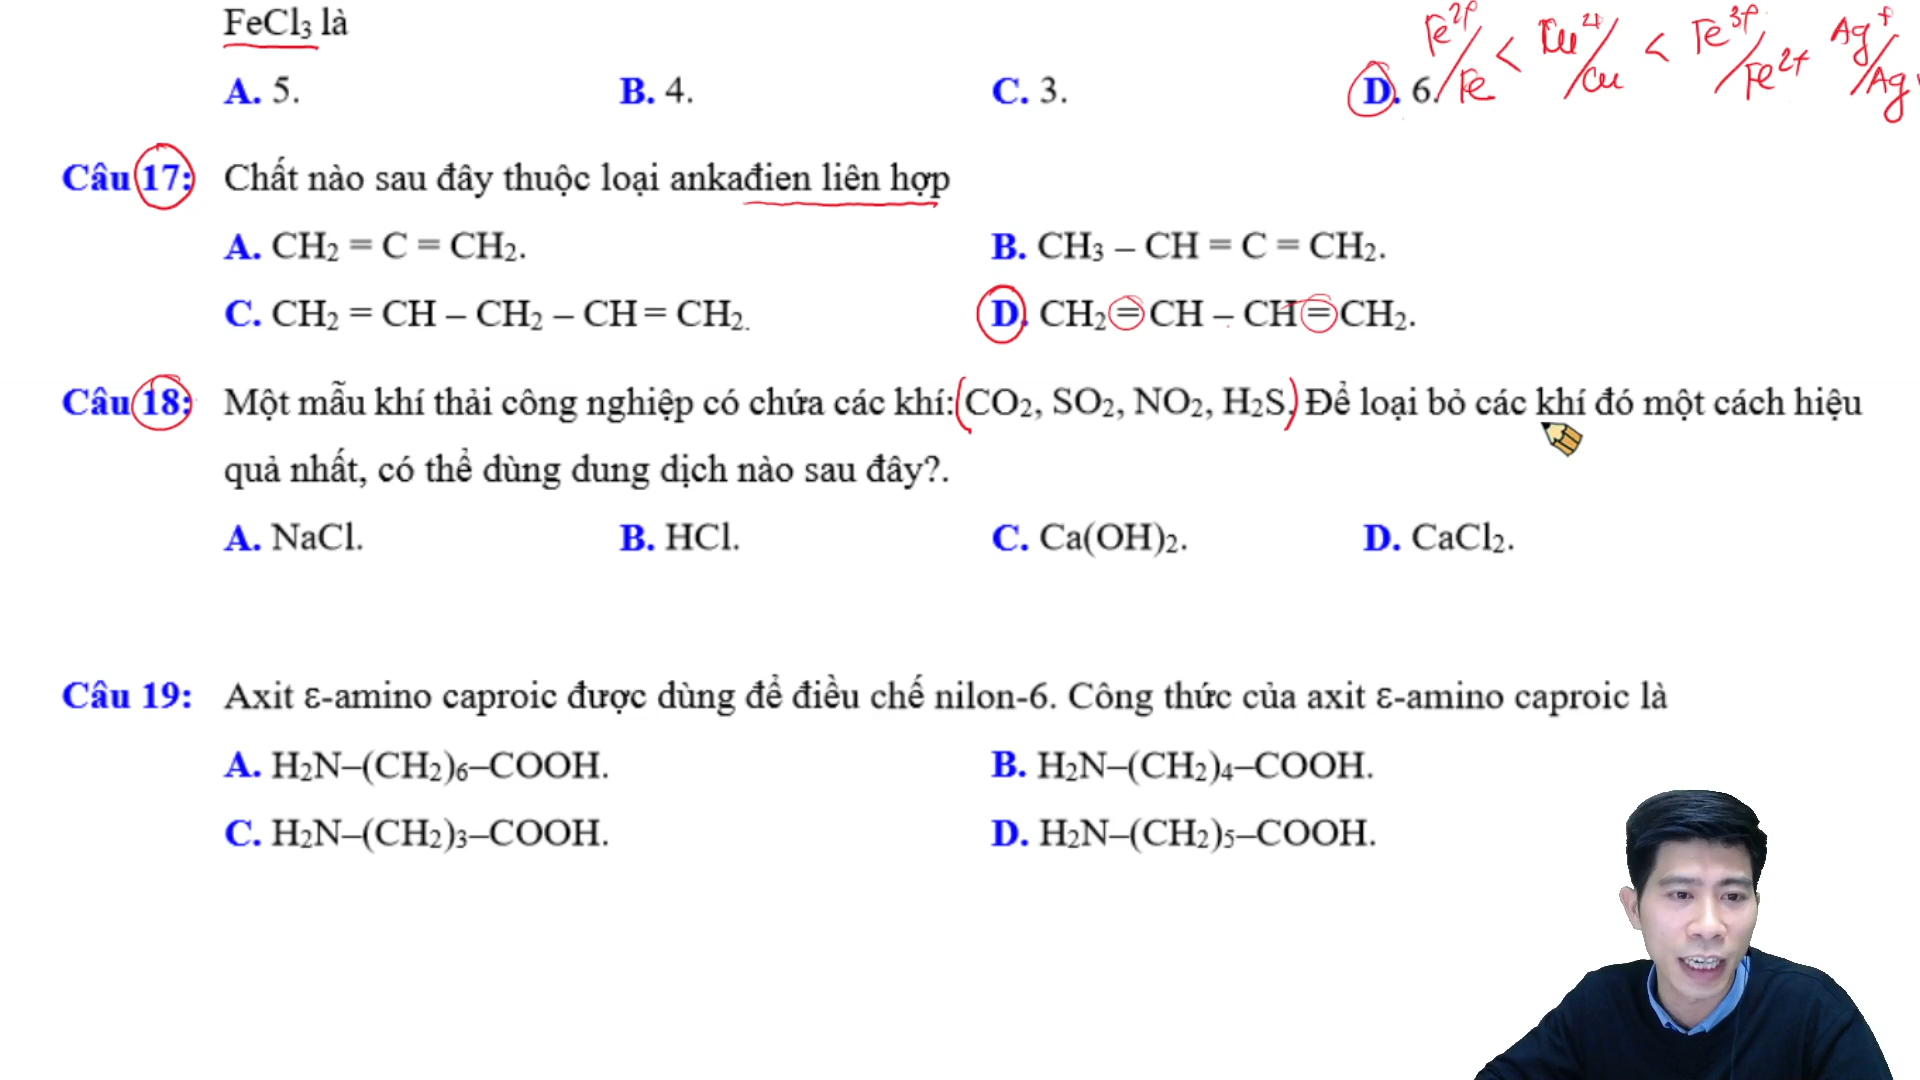 FeCl₃ là
A. 5. B. 4. C. 3. D. 6.
Fe²⁺/Fe < Cu²⁺/Cu < Fe³⁺/Fe²⁺ Ag⁺/Ag
Câu 17: Chất nào sau đây thuộc loại ankađien liên hợp
A. CH₂ = C = CH₂. B. CH₃ – CH = C = CH₂.
C. CH₂ = CH – CH₂ – CH = CH₂. D. CH₂ = CH – CH = CH₂.
Câu 18: Một mẫu khí thải công nghiệp có chứa các khí: (CO₂, SO₂, NO₂, H₂S.) Để loại bỏ các khí đó một cách hiệu
quả nhất, có thể dùng dung dịch nào sau đây?.
A. NaCl. B. HCl. C. Ca(OH)₂. D. CaCl₂.
Câu 19: Axit ε-amino caproic được dùng để điều chế nilon-6. Công thức của axit ε-amino caproic là
A. H₂N–(CH₂)₆–COOH. B. H₂N–(CH₂)₄–COOH.
C. H₂N–(CH₂)₃–COOH. D. H₂N–(CH₂)₅–COOH.